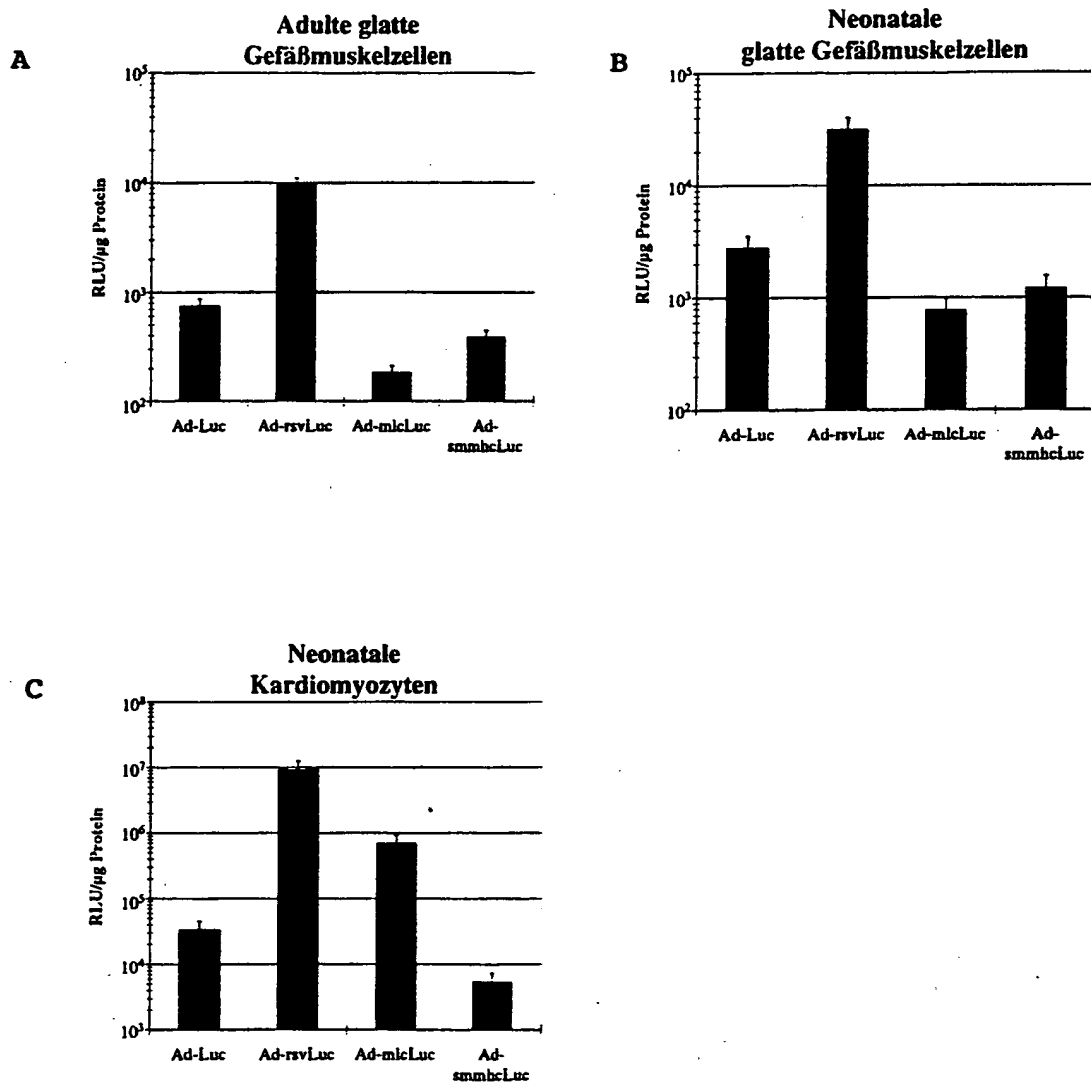 A
Adulte glatte
Gefäßmuskelzellen
RLU/µg Protein
10⁵
10⁴
10³
10²
Ad-Luc Ad-rsvLuc Ad-mlcLuc Ad-
smmhcLuc
B
Neonatale
glatte Gefäßmuskelzellen
RLU/µg Protein
10⁵
10⁴
10³
10²
Ad-Luc Ad-rsvLuc Ad-mlcLuc Ad-
smmhcLuc
C
Neonatale
Kardiomyozyten
RLU/µg Protein
10⁸
10⁷
10⁶
10⁵
10⁴
10³
Ad-Luc Ad-rsvLuc Ad-mlcLuc Ad-
smmhcLuc